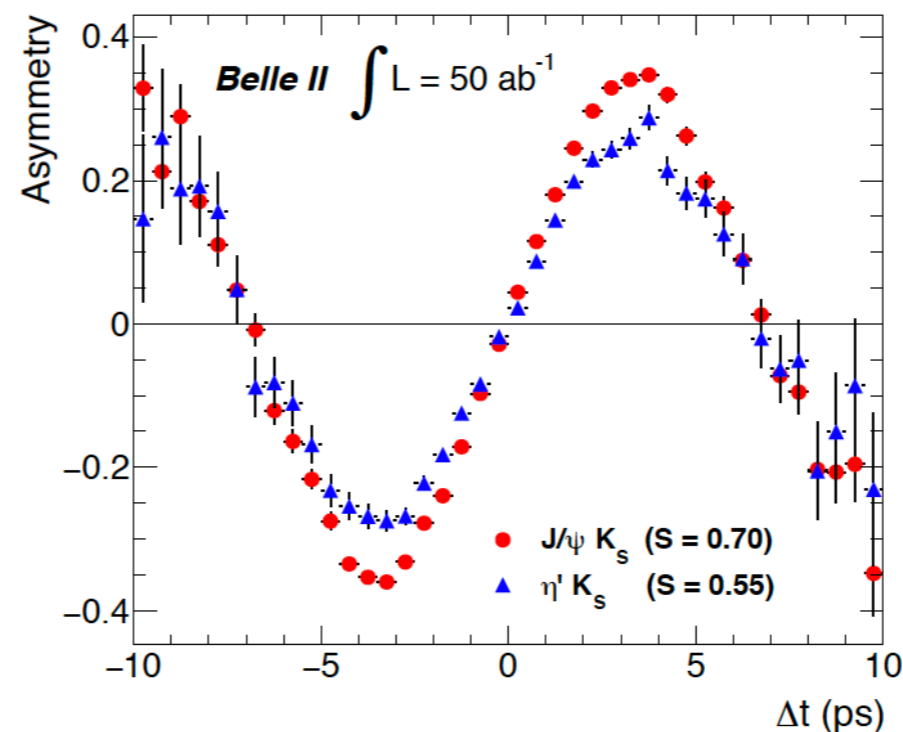 Asymmetry
0.4
0.2
0
−0.2
−0.4
Belle II ∫ L = 50 ab⁻¹
J/ψ Kₛ (S = 0.70)
η' Kₛ (S = 0.55)
−10 −5 0 5 10
Δt (ps)